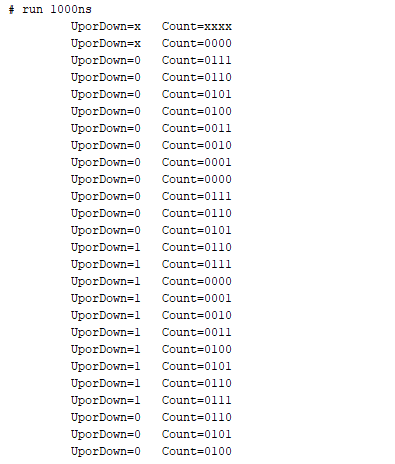 # run 1000ns
UporDown=x   Count=xxxx
UporDown=x   Count=0000
UporDown=0   Count=0111
UporDown=0   Count=0110
UporDown=0   Count=0101
UporDown=0   Count=0100
UporDown=0   Count=0011
UporDown=0   Count=0010
UporDown=0   Count=0001
UporDown=0   Count=0000
UporDown=0   Count=0111
UporDown=0   Count=0110
UporDown=0   Count=0101
UporDown=1   Count=0110
UporDown=1   Count=0111
UporDown=1   Count=0000
UporDown=1   Count=0001
UporDown=1   Count=0010
UporDown=1   Count=0011
UporDown=1   Count=0100
UporDown=1   Count=0101
UporDown=1   Count=0110
UporDown=1   Count=0111
UporDown=0   Count=0110
UporDown=0   Count=0101
UporDown=0   Count=0100